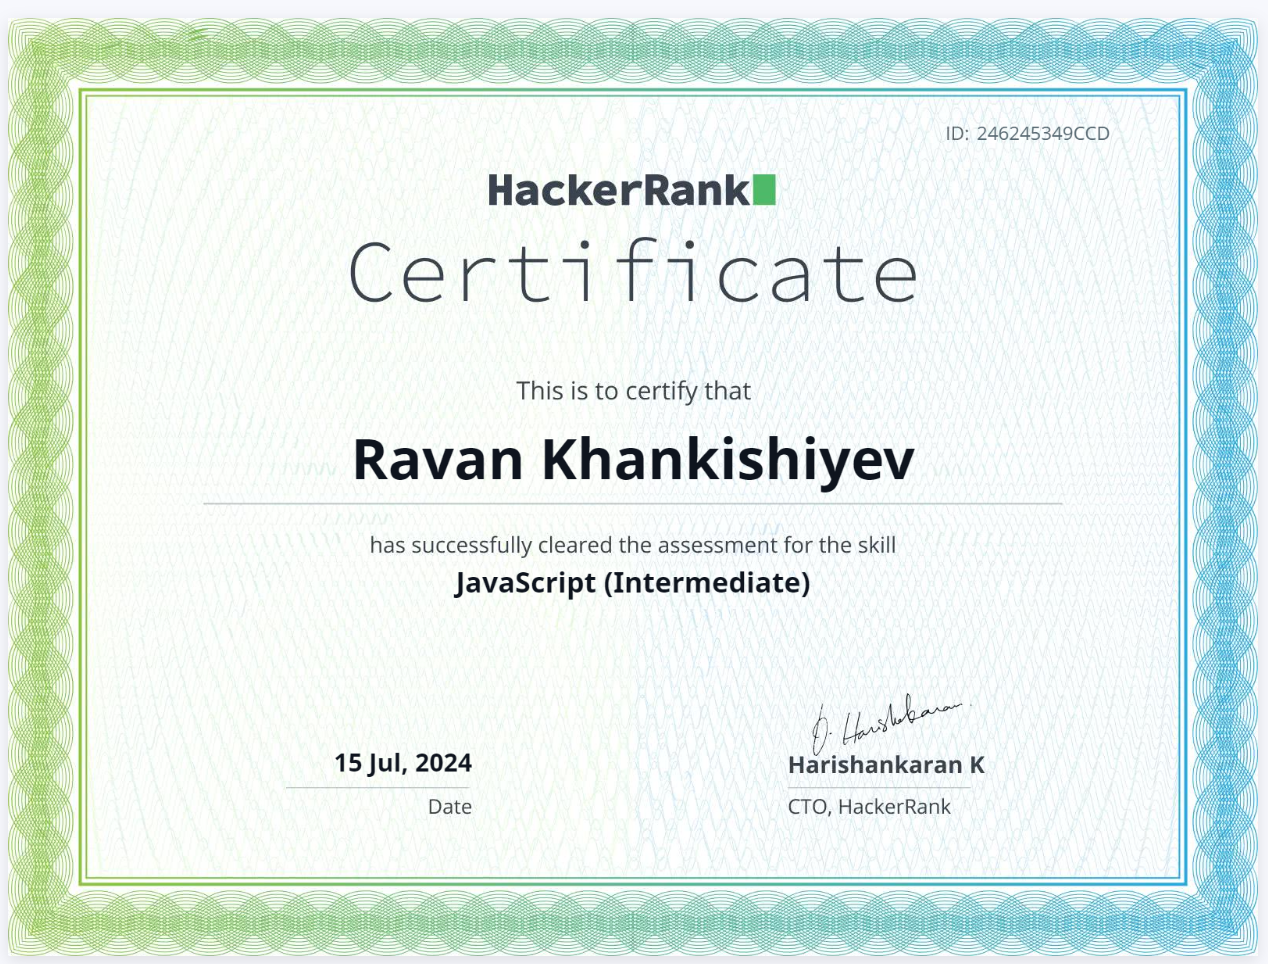 ID: 246245349CCD
HackerRank
Certificate
This is to certify that
Ravan Khankishiyev
has successfully cleared the assessment for the skill
JavaScript (Intermediate)
15 Jul, 2024
Date
Harishankaran K
CTO, HackerRank